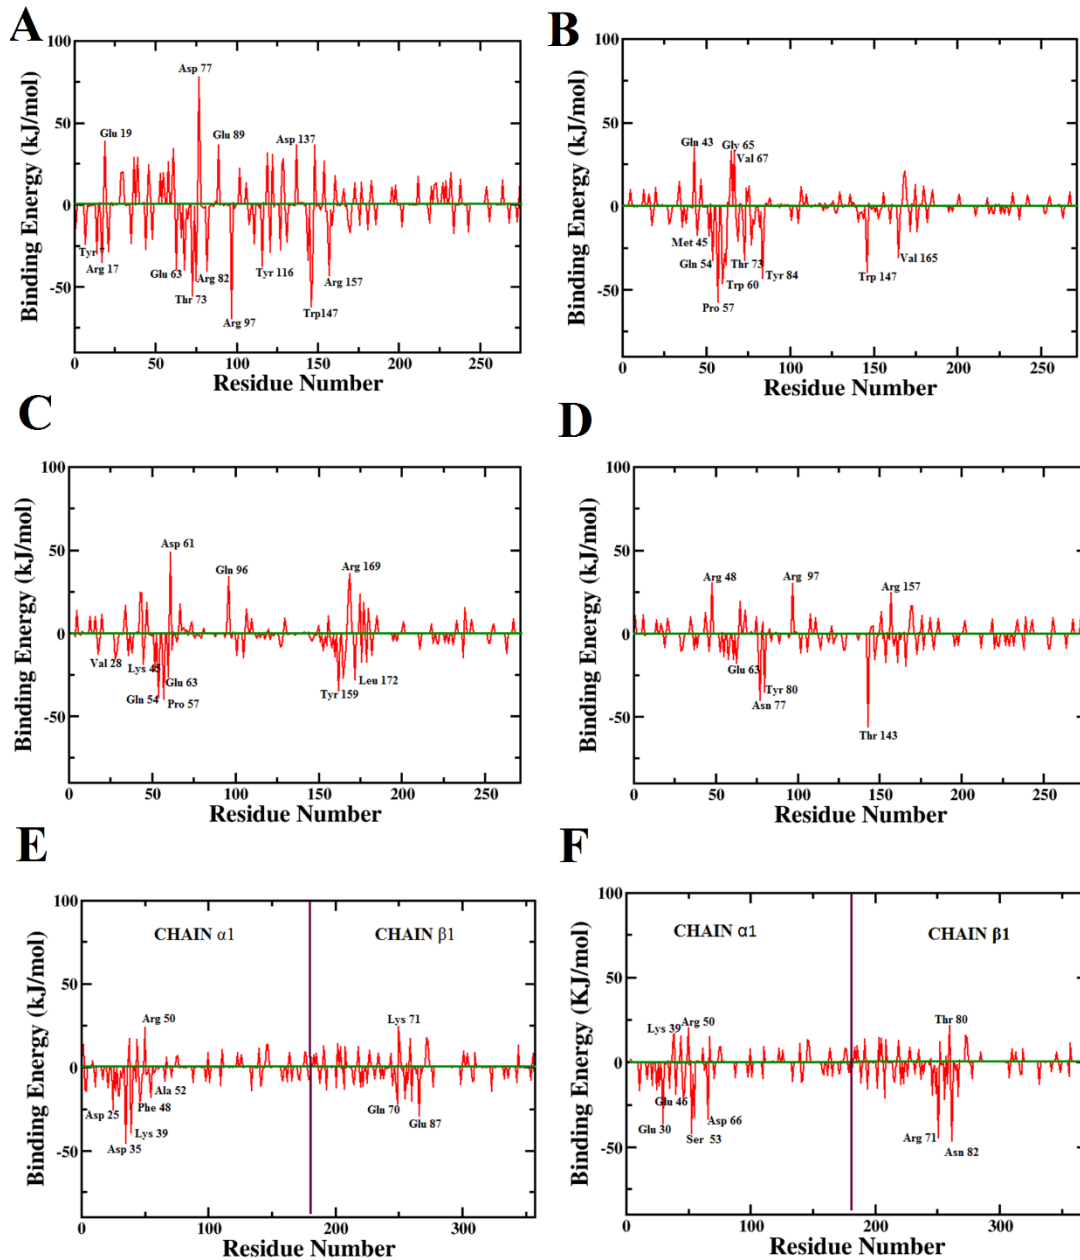 A
Binding Energy (kJ/mol)
100
50
0
-50
Asp 77
Glu 19
Glu 89
Asp 137
Tyr 7
Arg 17
Glu 63
Arg 82
Tyr 116
Arg 157
Thr 73
Arg 97
Trp147
0
50
100
150
200
250
Residue Number
B
Binding Energy (kJ/mol)
100
50
0
-50
Gln 43
Gly 65
Val 67
Met 45
Gln 54
Thr 73
Val 165
Trp 60
Tyr 84
Trp 147
Pro 57
0
50
100
150
200
250
Residue Number
C
Binding Energy (kJ/mol)
100
50
0
-50
Asp 61
Gln 96
Arg 169
Val 28
Lys 45
Glu 63
Leu 172
Gln 54
Pro 57
Tyr 159
0
50
100
150
200
250
Residue Number
D
Binding Energy (kJ/mol)
100
50
0
-50
Arg 48
Arg 97
Arg 157
Glu 63
Tyr 80
Asn 77
Thr 143
0
50
100
150
200
250
Residue Number
E
Binding Energy (kJ/mol)
100
50
0
-50
CHAIN α1
CHAIN β1
Arg 50
Lys 71
Ala 52
Asp 25
Phe 48
Gln 70
Glu 87
Lys 39
Asp 35
0
100
200
300
Residue Number
F
Binding Energy (KJ/mol)
100
50
0
-50
CHAIN α1
CHAIN β1
Lys 39
Arg 50
Thr 80
Glu 46
Glu 30
Asp 66
Ser 53
Arg 71
Asn 82
0
100
200
300
Residue Number